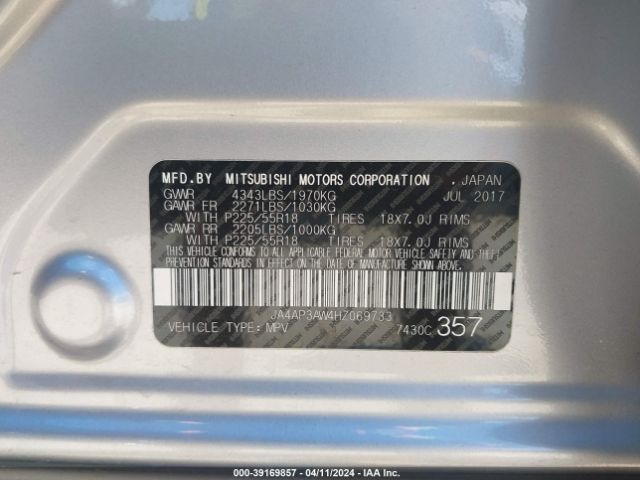 MFD.BY MITSUBISHI MOTORS CORPORATION . JAPAN
GVWR 4343LBS/1970KG JUL 2017
GAWR FR 2271LBS/1030KG
WITH P225/55R18 TIRES 18X7.0J RIMS
GAWR RR 2205LBS/1000KG
WITH P225/55R18 TIRES 18X7.0J RIMS
THIS VEHICLE CONFORMS TO ALL APPLICABLE FEDERAL MOTOR VEHICLE SAFETY AND THEFT
PREVENTION STANDARDS IN EFFECT ON THE DATE OF MANUFACTURE SHOWN ABOVE.
JA4AP3AW4HZ069733
VEHICLE TYPE:MPV 7430C 357
000-39169857 - 04/11/2024 - IAA Inc.